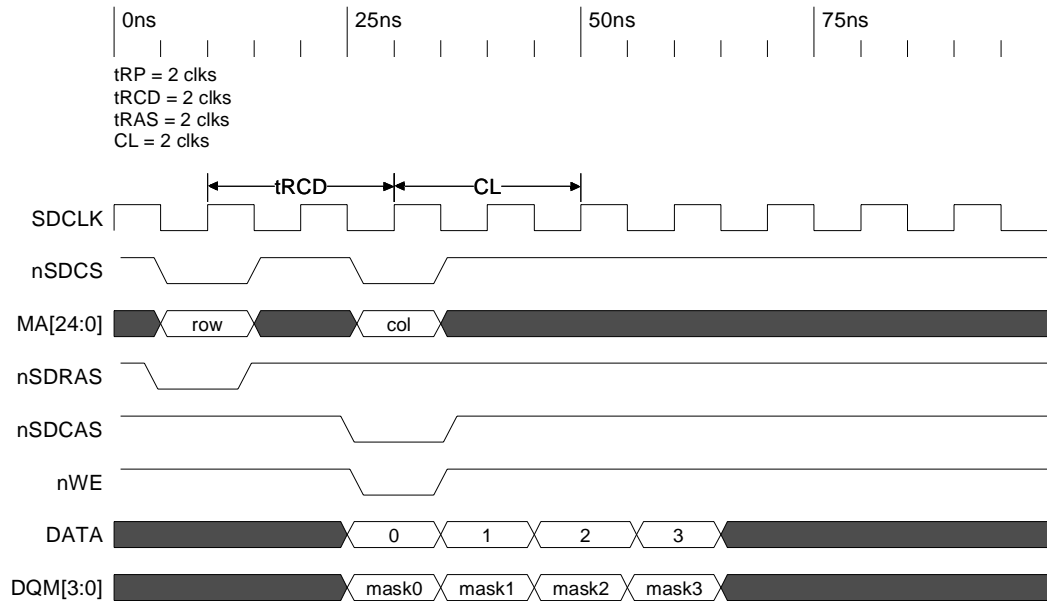 0ns 25ns 50ns 75ns
tRP = 2 clks
tRCD = 2 clks
tRAS = 2 clks
CL = 2 clks
tRCD CL
SDCLK
nSDCS
MA[24:0] row col
nSDRAS
nSDCAS
nWE
DATA 0 1 2 3
DQM[3:0] mask0 mask1 mask2 mask3